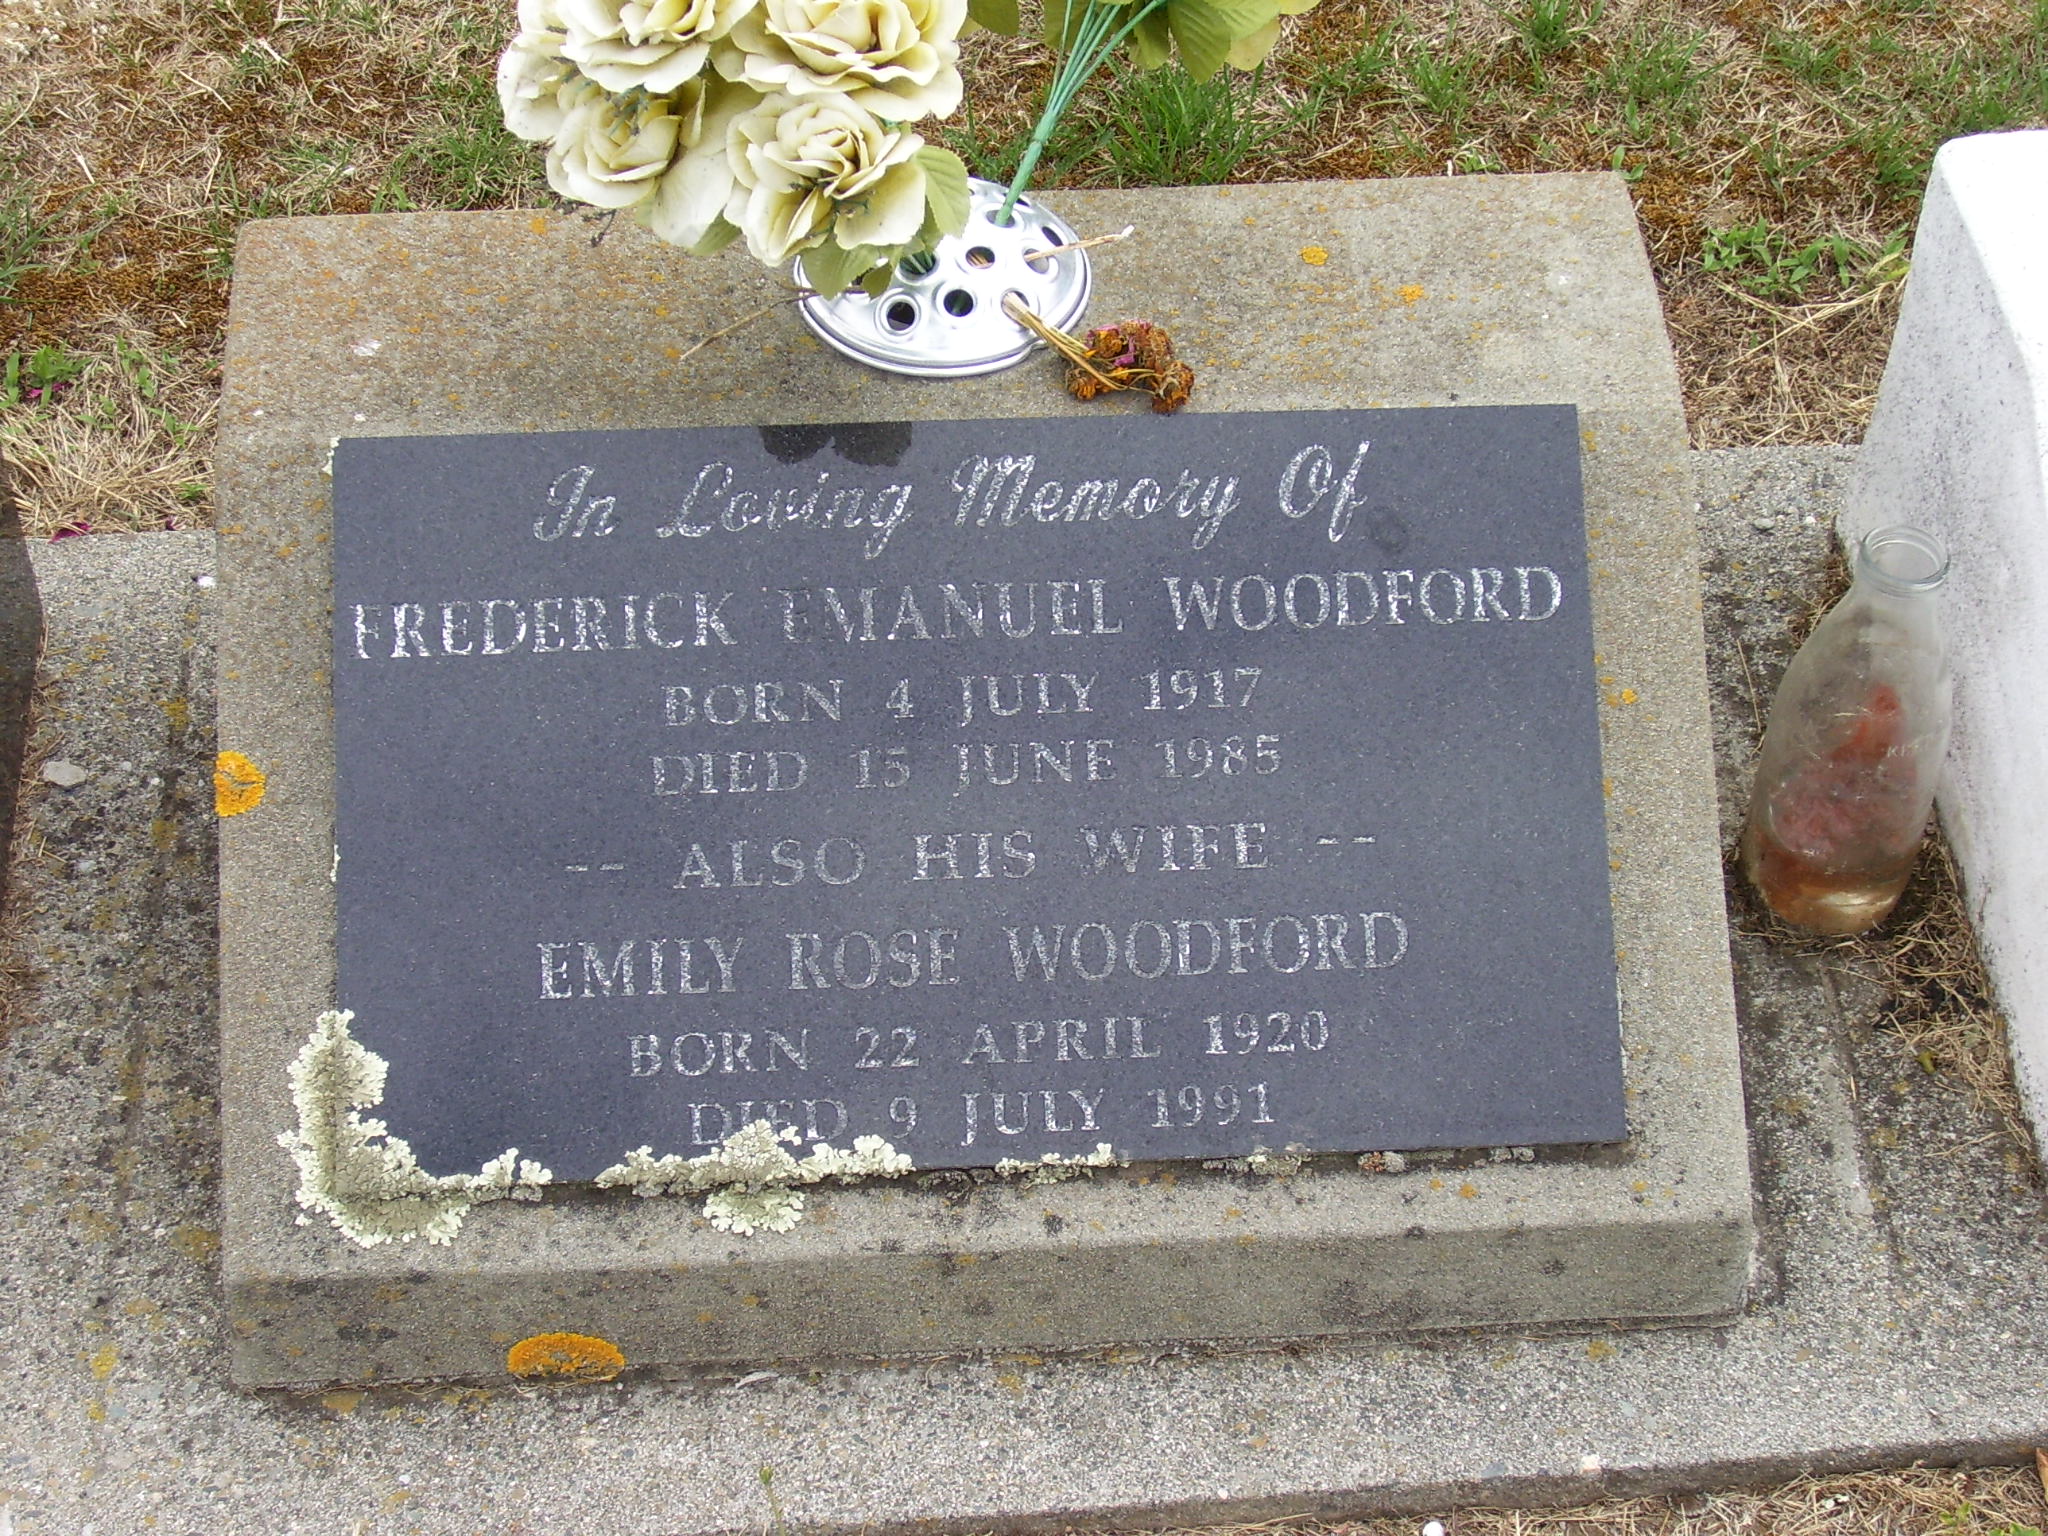 In Loving Memory Of
FREDERICK EMANUEL WOODFORD
BORN 4 JULY 1917
DIED 15 JUNE 1985
-- ALSO HIS WIFE --
EMILY ROSE WOODFORD
BORN 22 APRIL 1920
DIED 9 JULY 1991